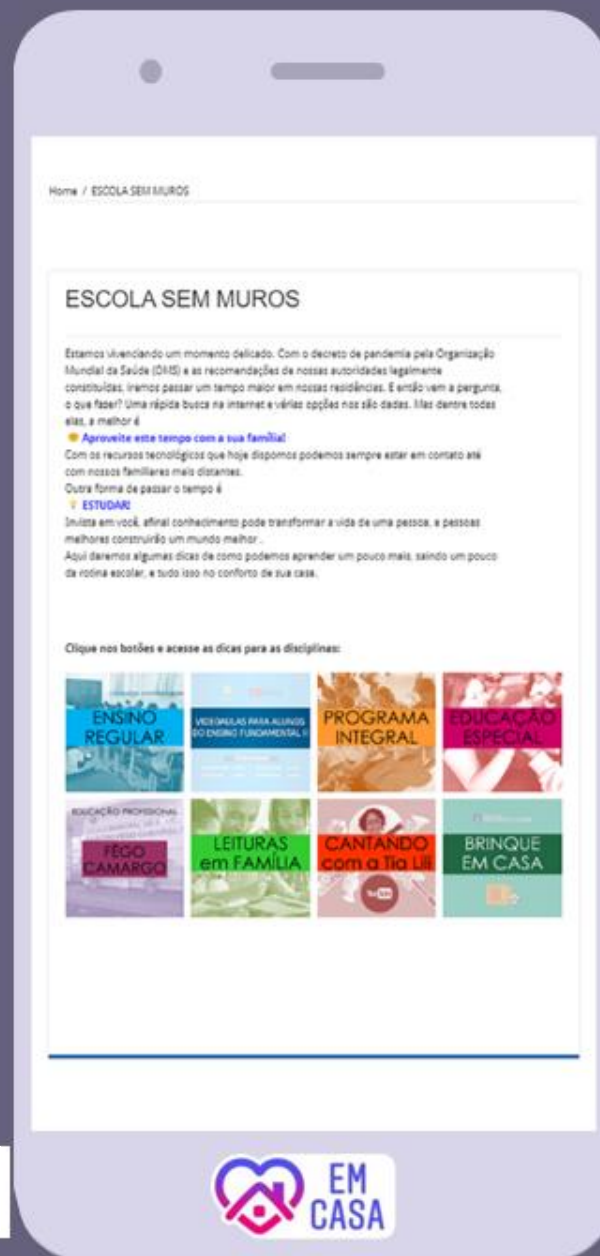 Home / ESCOLA SEM MUROS
ESCOLA SEM MUROS
Estamos vivenciando um momento delicado. Com o decreto de pandemia pela Organização
Mundial da Saúde (OMS) e as recomendações de nossas autoridades legalmente
constituídas, iremos passar um tempo maior em nossas residências. E então vem a pergunta,
o que fazer? Uma rápida busca na internet e várias opções nos são dadas. Mas dentre todas
elas, a melhor é
Aproveite este tempo com a sua família!
Com os recursos tecnológicos que hoje dispomos podemos sempre estar em contato até
com nossos familiares mais distantes.
Outra forma de passar o tempo é
ESTUDAR!
Invista em você, afinal conhecimento pode transformar a vida de uma pessoa, e pessoas
melhores construirão um mundo melhor .
Aqui daremos algumas dicas de como podemos aprender um pouco mais, saindo um pouco
da rotina escolar, e tudo isso no conforto de sua casa.
Clique nos botões e acesse as dicas para as disciplinas:
ENSINO
REGULAR
VIDEOAULAS PARA ALUNOS
DO ENSINO FUNDAMENTAL II
PROGRAMA
INTEGRAL
EDUCAÇÃO
ESPECIAL
EDUCAÇÃO PROFISSIONAL
FÊGO
CAMARGO
LEITURAS
em FAMÍLIA
CANTANDO
com a Tia Lili
BRINQUE
EM CASA
EM
CASA